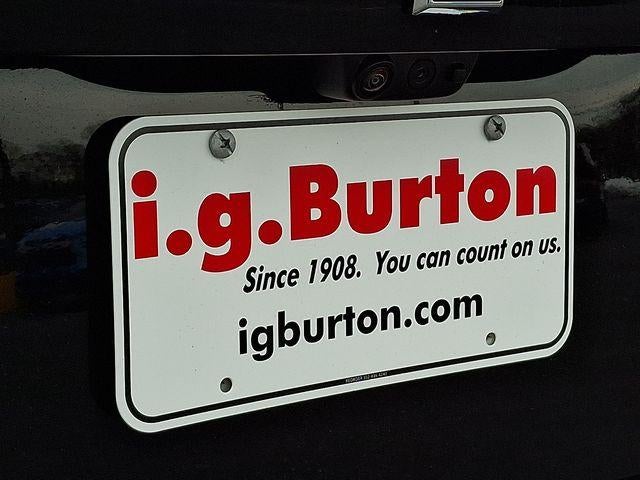 i.g.Burton
Since 1908. You can count on us.
igburton.com